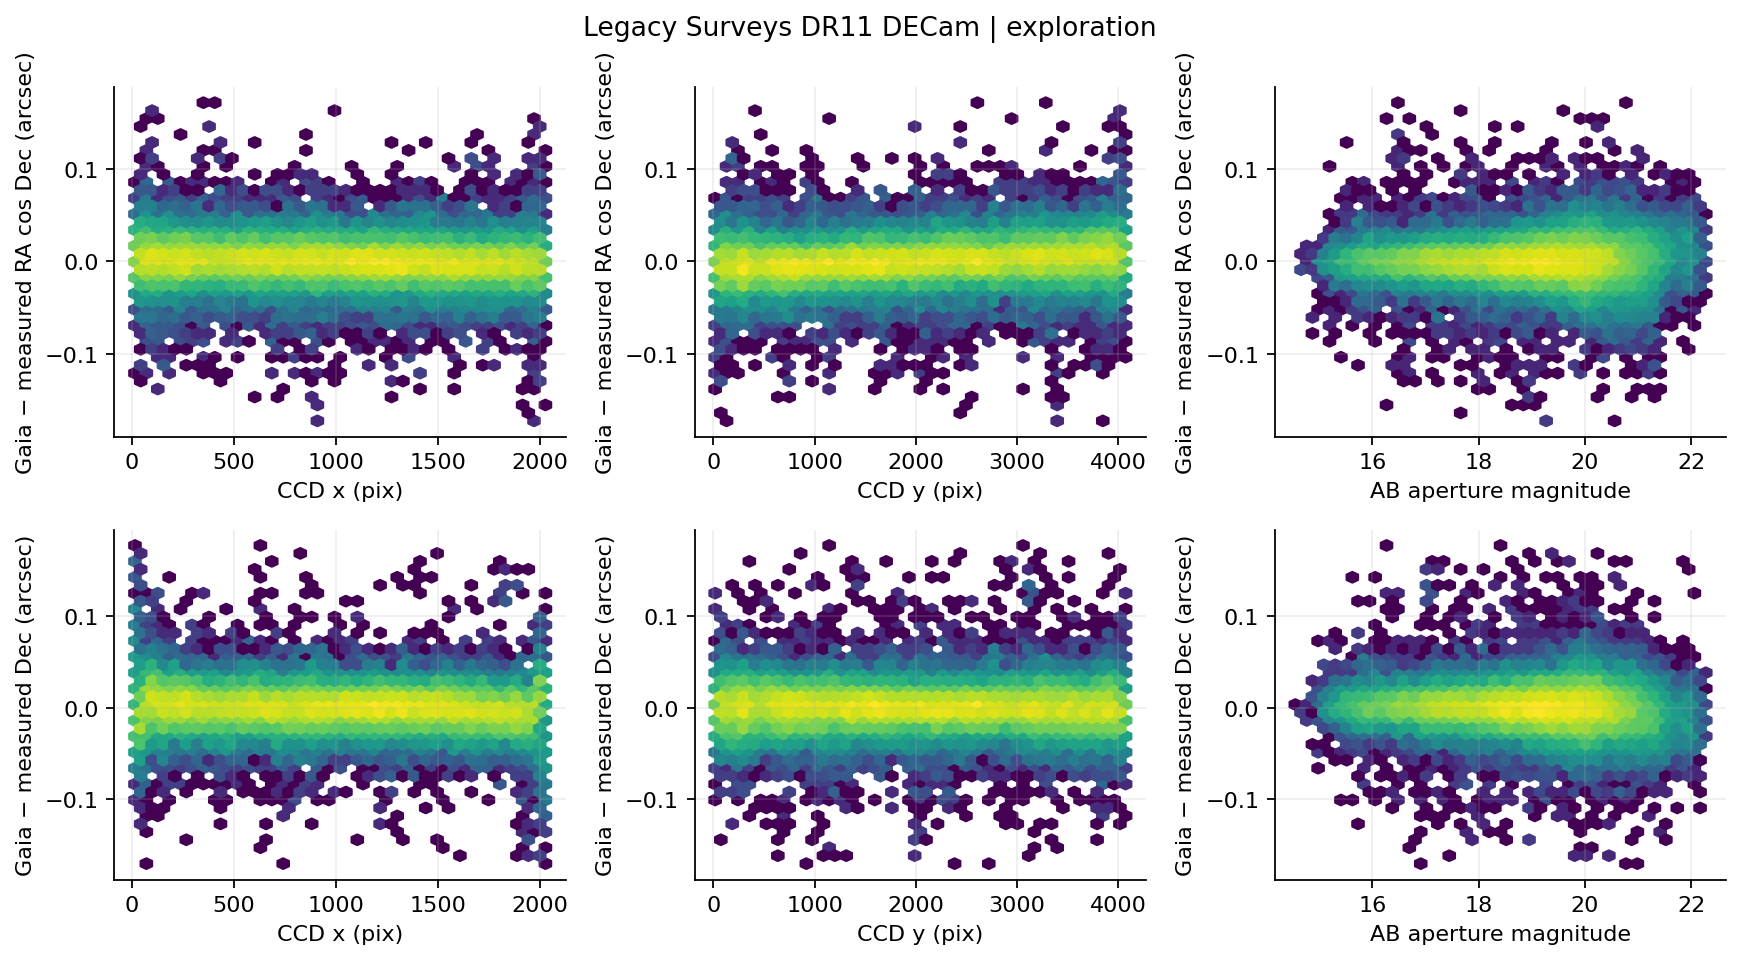 Legacy Surveys DR11 DECam | exploration
Gaia − measured RA cos Dec (arcsec)
0.1
0.0
−0.1
0 500 1000 1500 2000
CCD x (pix)
Gaia − measured RA cos Dec (arcsec)
0.1
0.0
−0.1
0 1000 2000 3000 4000
CCD y (pix)
Gaia − measured RA cos Dec (arcsec)
0.1
0.0
−0.1
16 18 20 22
AB aperture magnitude
Gaia − measured Dec (arcsec)
0.1
0.0
−0.1
0 500 1000 1500 2000
CCD x (pix)
Gaia − measured Dec (arcsec)
0.1
0.0
−0.1
0 1000 2000 3000 4000
CCD y (pix)
Gaia − measured Dec (arcsec)
0.1
0.0
−0.1
16 18 20 22
AB aperture magnitude